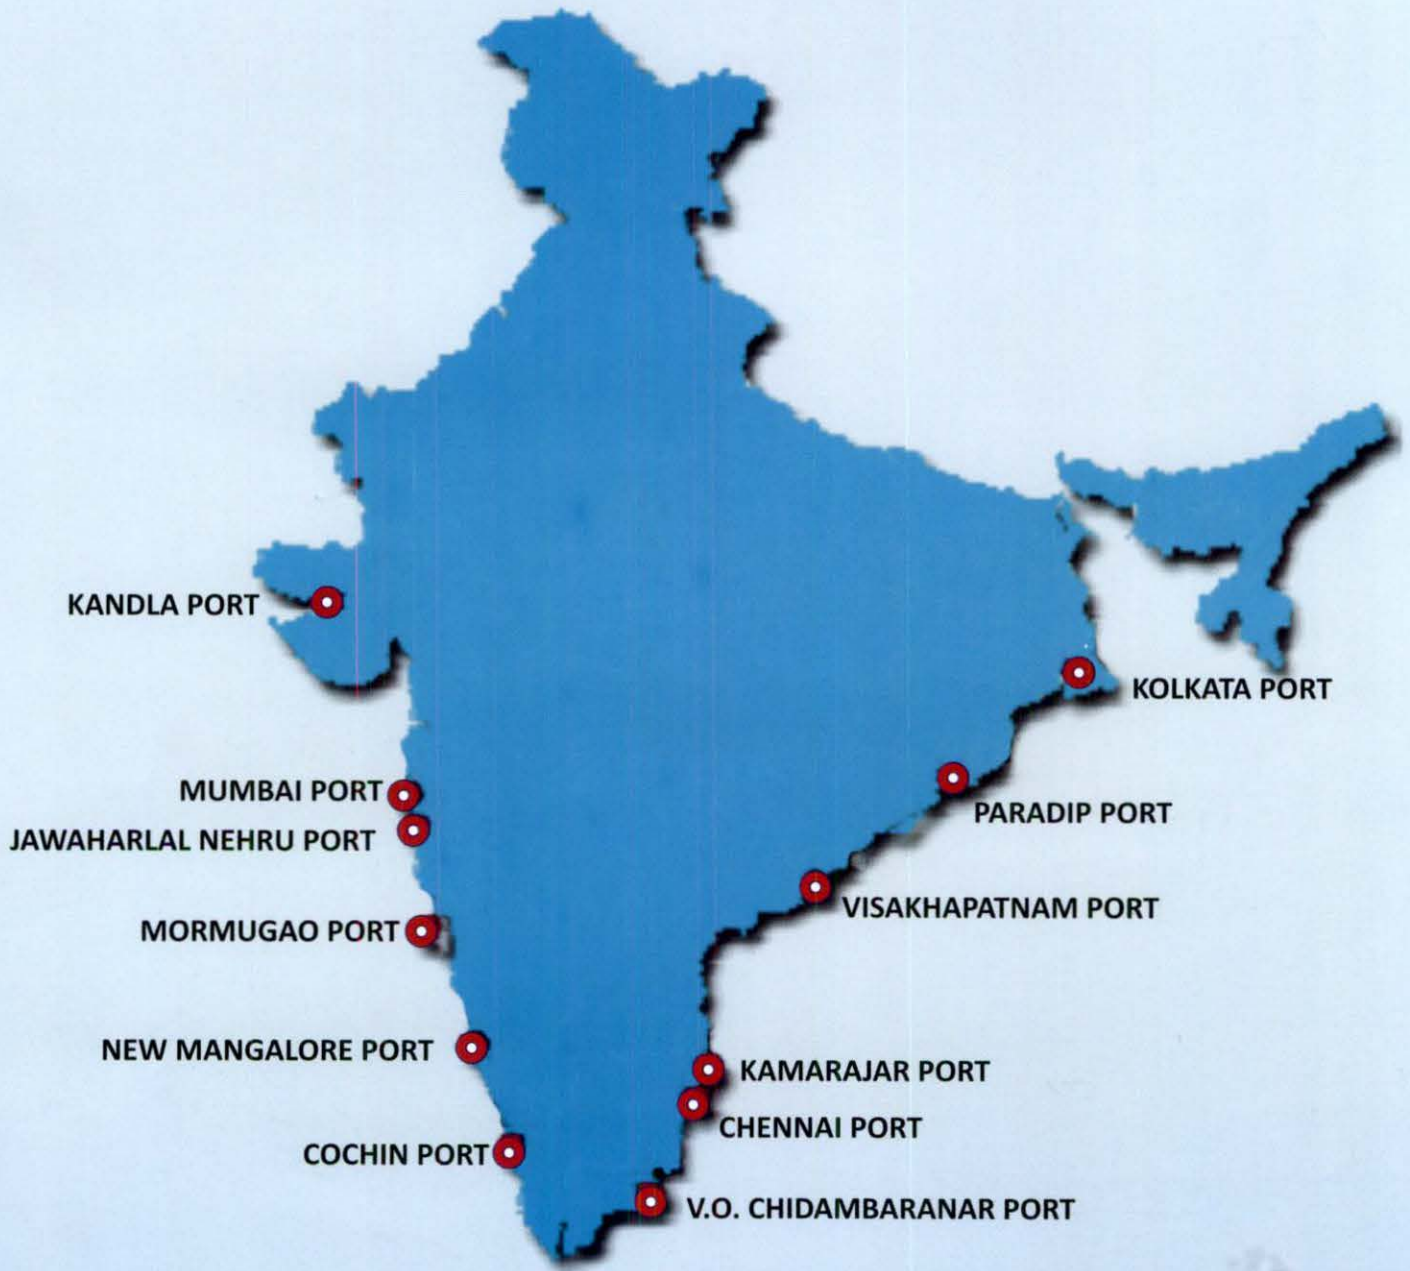 KANDLA PORT
KOLKATA PORT
MUMBAI PORT
PARADIP PORT
JAWAHARLAL NEHRU PORT
VISAKHAPATNAM PORT
MORMUGAO PORT
NEW MANGALORE PORT
KAMARAJAR PORT
CHENNAI PORT
COCHIN PORT
V.O. CHIDAMBARANAR PORT